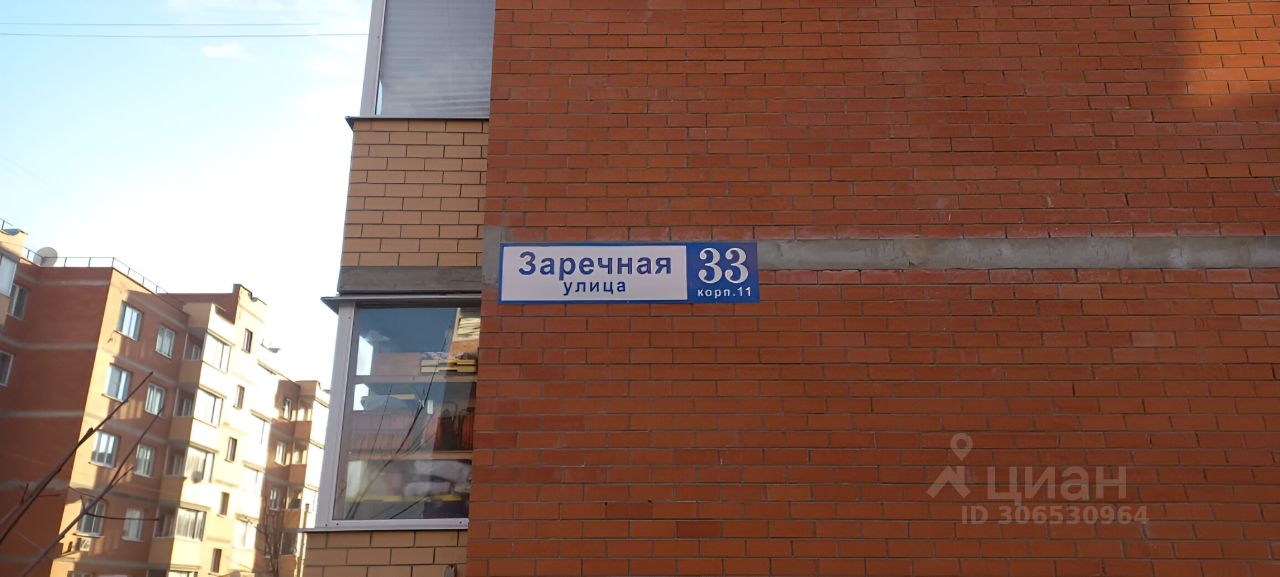 Заречная
улица
33
корп.11
циан
ID 306530964